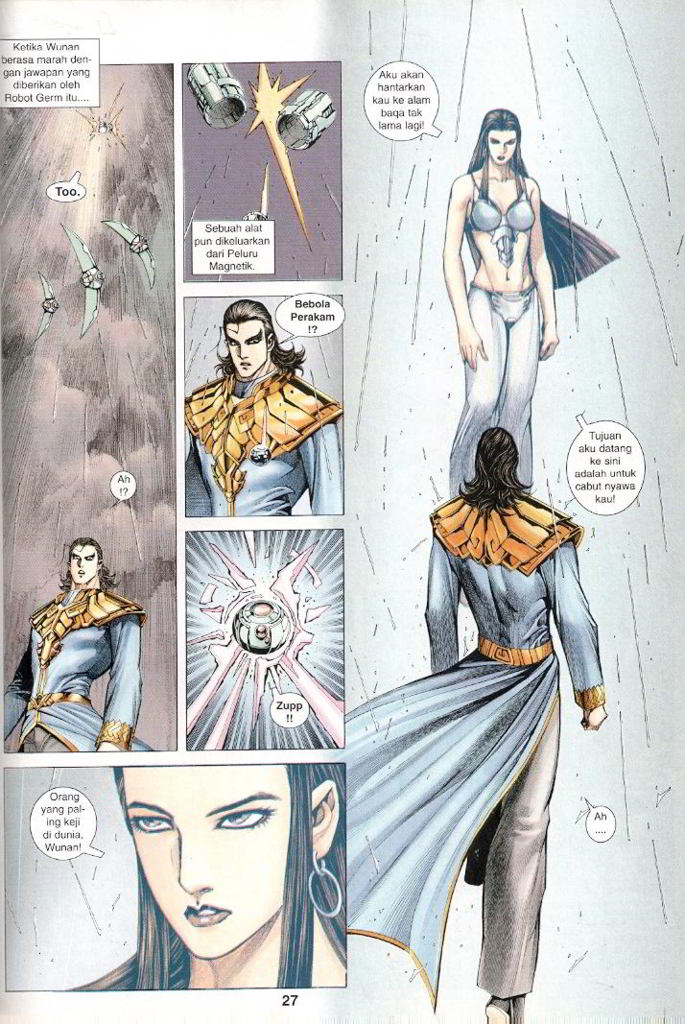 Ketika Wunan
berasa marah den-
gan jawapan yang
diberikan oleh
Robot Germ itu....
Too.
Ah
!?
Sebuah alat
pun dikeluarkan
dari Peluru
Magnetik.
Bebola
Perakam
!?
Zupp
!!
Orang
yang pal-
ing keji
di dunia,
Wunan!
Aku akan
hantarkan
kau ke alam
baqa tak
lama lagi!
Tujuan
aku datang
ke sini
adalah untuk
cabut nyawa
kau!
Ah
....
27